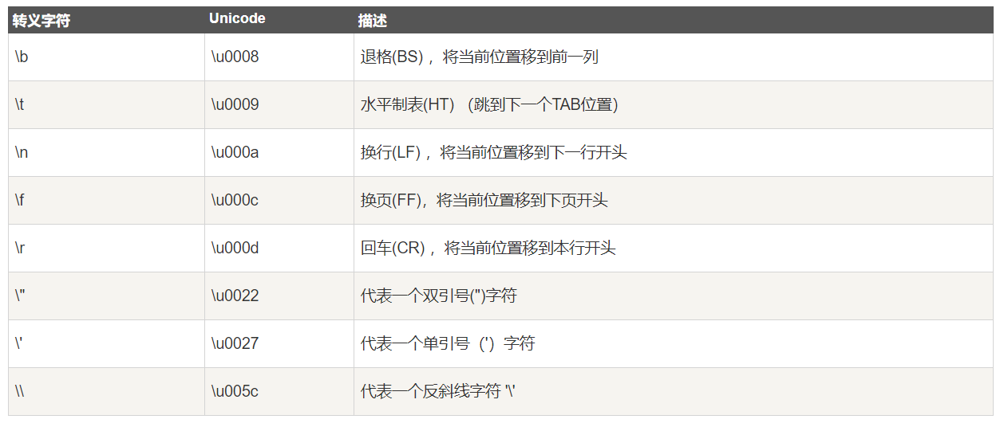 转义字符 Unicode 描述
\b \u0008 退格(BS) ，将当前位置移到前一列
\t \u0009 水平制表(HT) （跳到下一个TAB位置）
\n \u000a 换行(LF) ，将当前位置移到下一行开头
\f \u000c 换页(FF)，将当前位置移到下页开头
\r \u000d 回车(CR) ，将当前位置移到本行开头
\" \u0022 代表一个双引号(")字符
\' \u0027 代表一个单引号（'）字符
\\ \u005c 代表一个反斜线字符 '\'